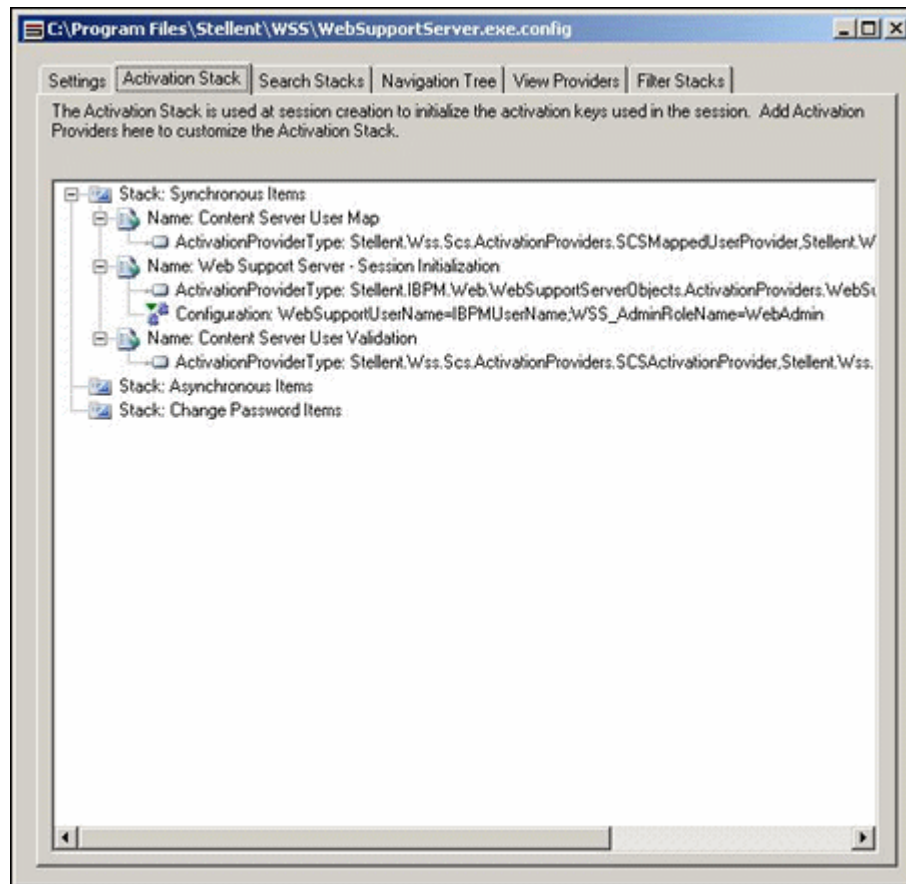 C:\Program Files\Stellent\WSS\WebSupportServer.exe.config
Settings Activation Stack Search Stacks Navigation Tree View Providers Filter Stacks
The Activation Stack is used at session creation to initialize the activation keys used in the session. Add Activation
Providers here to customize the Activation Stack.
Stack: Synchronous Items
Name: Content Server User Map
ActivationProviderType: Stellent.Wss.Scs.ActivationProviders.SCSMappedUserProvider,Stellent.W
Name: Web Support Server - Session Initialization
ActivationProviderType: Stellent.IBPM.Web.WebSupportServerObjects.ActivationProviders.WebSu
Configuration: WebSupportUserName=IBPMUserName;WSS_AdminRoleName=WebAdmin
Name: Content Server User Validation
ActivationProviderType: Stellent.Wss.Scs.ActivationProviders.SCSActivationProvider,Stellent.Wss.
Stack: Asynchronous Items
Stack: Change Password Items